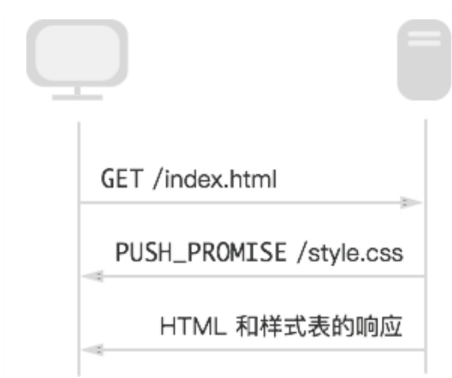 GET /index.html
PUSH_PROMISE /style.css
HTML 和样式表的响应